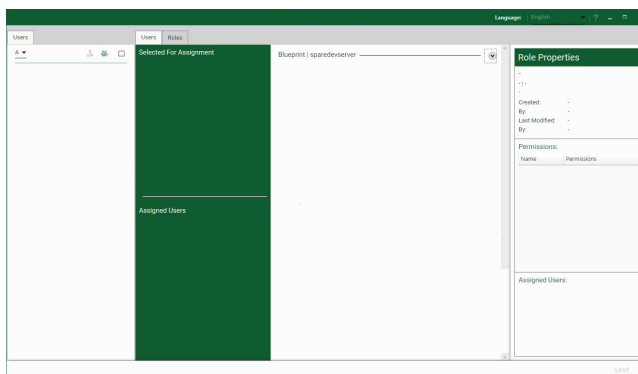 Language: English ?
Users
Users Roles
A
Selected For Assignment
Blueprint | sparedevserver
Role Properties
-
- | -
-
Created: -
By: -
Last Modified: -
By: -
Permissions:
Name Permissions
Assigned Users
Assigned Users:
SAVE